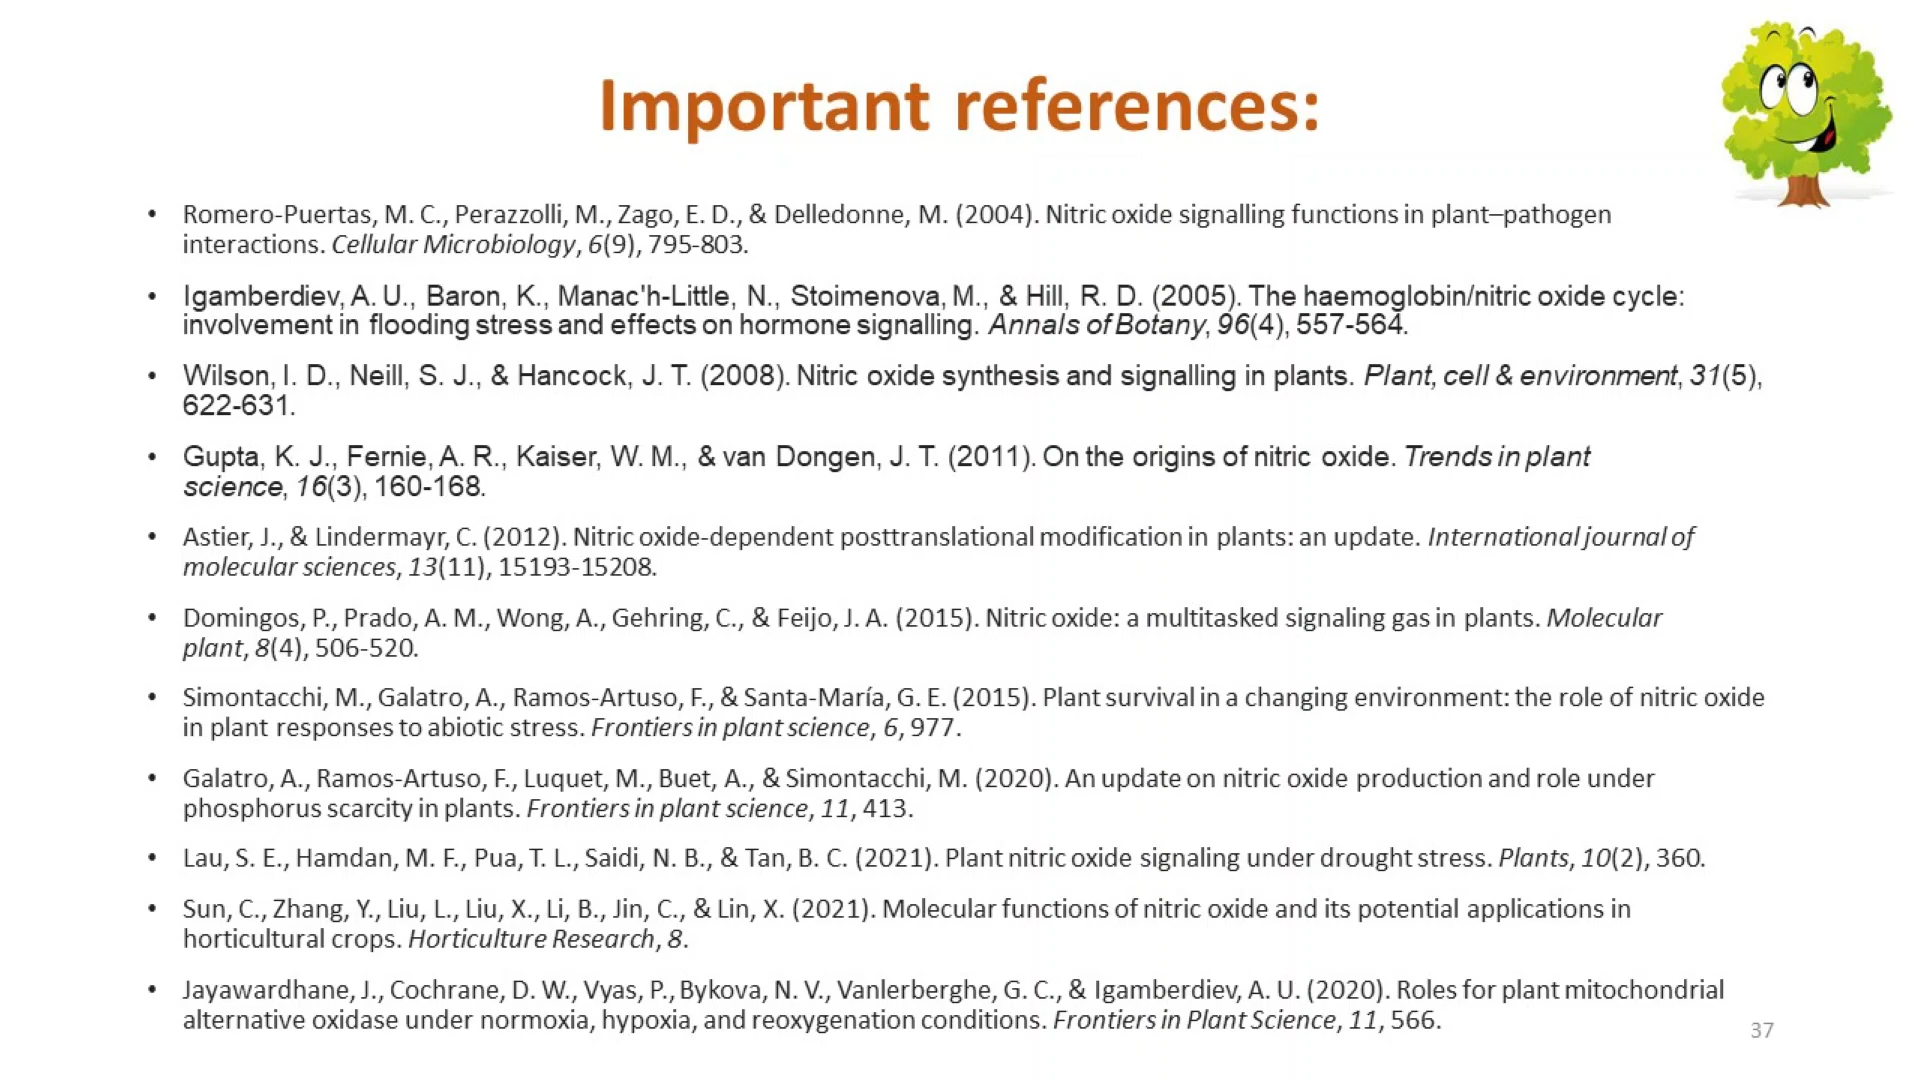 Important references:
• Romero-Puertas, M. C., Perazzolli, M., Zago, E. D., & Delledonne, M. (2004). Nitric oxide signalling functions in plant–pathogen
interactions. Cellular Microbiology, 6(9), 795-803.
• Igamberdiev, A. U., Baron, K., Manac'h-Little, N., Stoimenova, M., & Hill, R. D. (2005). The haemoglobin/nitric oxide cycle:
involvement in flooding stress and effects on hormone signalling. Annals of Botany, 96(4), 557-564.
• Wilson, I. D., Neill, S. J., & Hancock, J. T. (2008). Nitric oxide synthesis and signalling in plants. Plant, cell & environment, 31(5),
622-631.
• Gupta, K. J., Fernie, A. R., Kaiser, W. M., & van Dongen, J. T. (2011). On the origins of nitric oxide. Trends in plant
science, 16(3), 160-168.
• Astier, J., & Lindermayr, C. (2012). Nitric oxide-dependent posttranslational modification in plants: an update. International journal of
molecular sciences, 13(11), 15193-15208.
• Domingos, P., Prado, A. M., Wong, A., Gehring, C., & Feijo, J. A. (2015). Nitric oxide: a multitasked signaling gas in plants. Molecular
plant, 8(4), 506-520.
• Simontacchi, M., Galatro, A., Ramos-Artuso, F., & Santa-María, G. E. (2015). Plant survival in a changing environment: the role of nitric oxide
in plant responses to abiotic stress. Frontiers in plant science, 6, 977.
• Galatro, A., Ramos-Artuso, F., Luquet, M., Buet, A., & Simontacchi, M. (2020). An update on nitric oxide production and role under
phosphorus scarcity in plants. Frontiers in plant science, 11, 413.
• Lau, S. E., Hamdan, M. F., Pua, T. L., Saidi, N. B., & Tan, B. C. (2021). Plant nitric oxide signaling under drought stress. Plants, 10(2), 360.
• Sun, C., Zhang, Y., Liu, L., Liu, X., Li, B., Jin, C., & Lin, X. (2021). Molecular functions of nitric oxide and its potential applications in
horticultural crops. Horticulture Research, 8.
• Jayawardhane, J., Cochrane, D. W., Vyas, P., Bykova, N. V., Vanlerberghe, G. C., & Igamberdiev, A. U. (2020). Roles for plant mitochondrial
alternative oxidase under normoxia, hypoxia, and reoxygenation conditions. Frontiers in Plant Science, 11, 566.
37